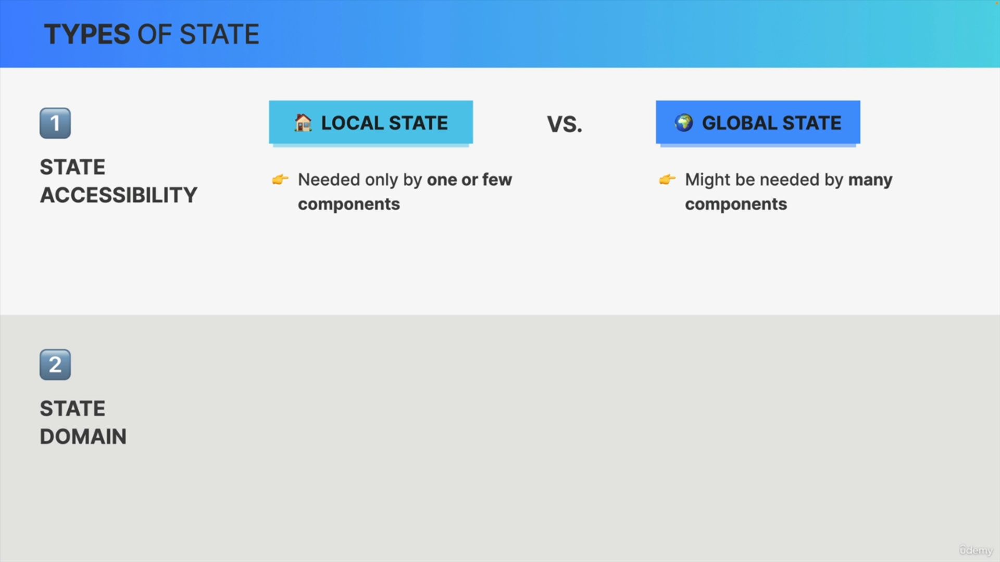 TYPES OF STATE
1
STATE
ACCESSIBILITY
LOCAL STATE
Needed only by one or few
components
VS.
GLOBAL STATE
Might be needed by many
components
2
STATE
DOMAIN
ûdemy